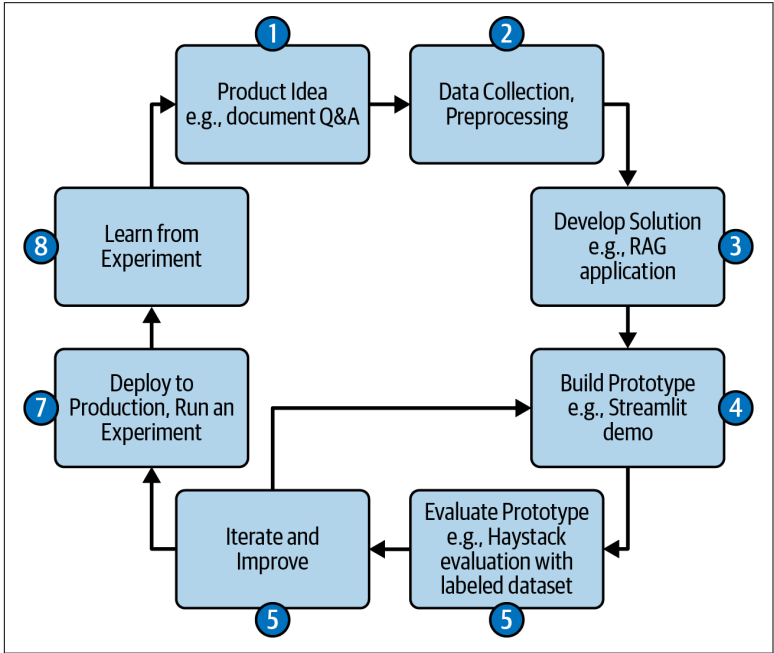 1
Product Idea
e.g., document Q&A
2
Data Collection,
Preprocessing
Develop Solution
e.g., RAG
application
3
Build Prototype
e.g., Streamlit
demo
4
Evaluate Prototype
e.g., Haystack
evaluation with
labeled dataset
5
Iterate and
Improve
5
Deploy to
Production, Run an
Experiment
7
Learn from
Experiment
8